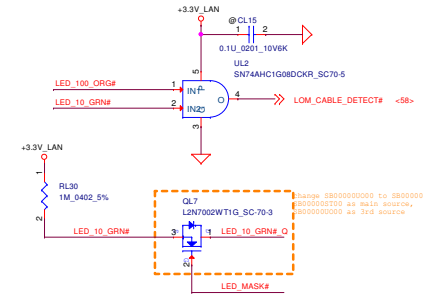 +3.3V_LAN
@CL15
1 2
0.1U_0201_10V6K
UL2
SN74AHC1G08DCKR_SC70-5
5
LED_100_ORG# 1 IN1
LED_10_GRN# 2 IN2
O 4 LOM_CABLE_DETECT# <58>
3
+3.3V_LAN
1
RL30
1M_0402_5%
2
QL7
L2N7002WT1G_SC-70-3
change SB000000000 to SB00000
SB000005300 as main source,
SB000000000 as 3rd source
LED_10_GRN# 3 1 LED_10_GRN#_Q
2
LED_MASK#